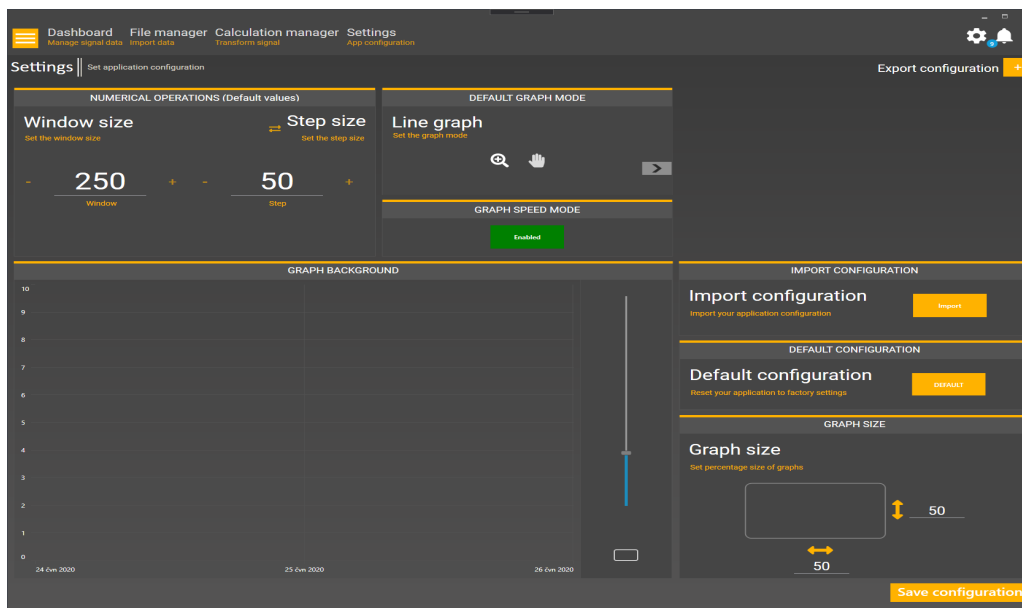 Dashboard File manager Calculation manager Settings
Manage signal data Import data Transform signal App configuration
9
Settings Set application configuration Export configuration +
NUMERICAL OPERATIONS (Default values)
Window size Step size
Set the window size Set the step size
- 250 + - 50 +
Window Step
DEFAULT GRAPH MODE
Line graph
Set the graph mode
GRAPH SPEED MODE
Enabled
GRAPH BACKGROUND
10
9
8
7
6
5
4
3
2
1
0
24 čvn 2020 25 čvn 2020 26 čvn 2020
IMPORT CONFIGURATION
Import configuration
Import your application configuration
Import
DEFAULT CONFIGURATION
Default configuration
Reset your application to factory settings
DEFAULT
GRAPH SIZE
Graph size
Set percentage size of graphs
50
50
Save configuration